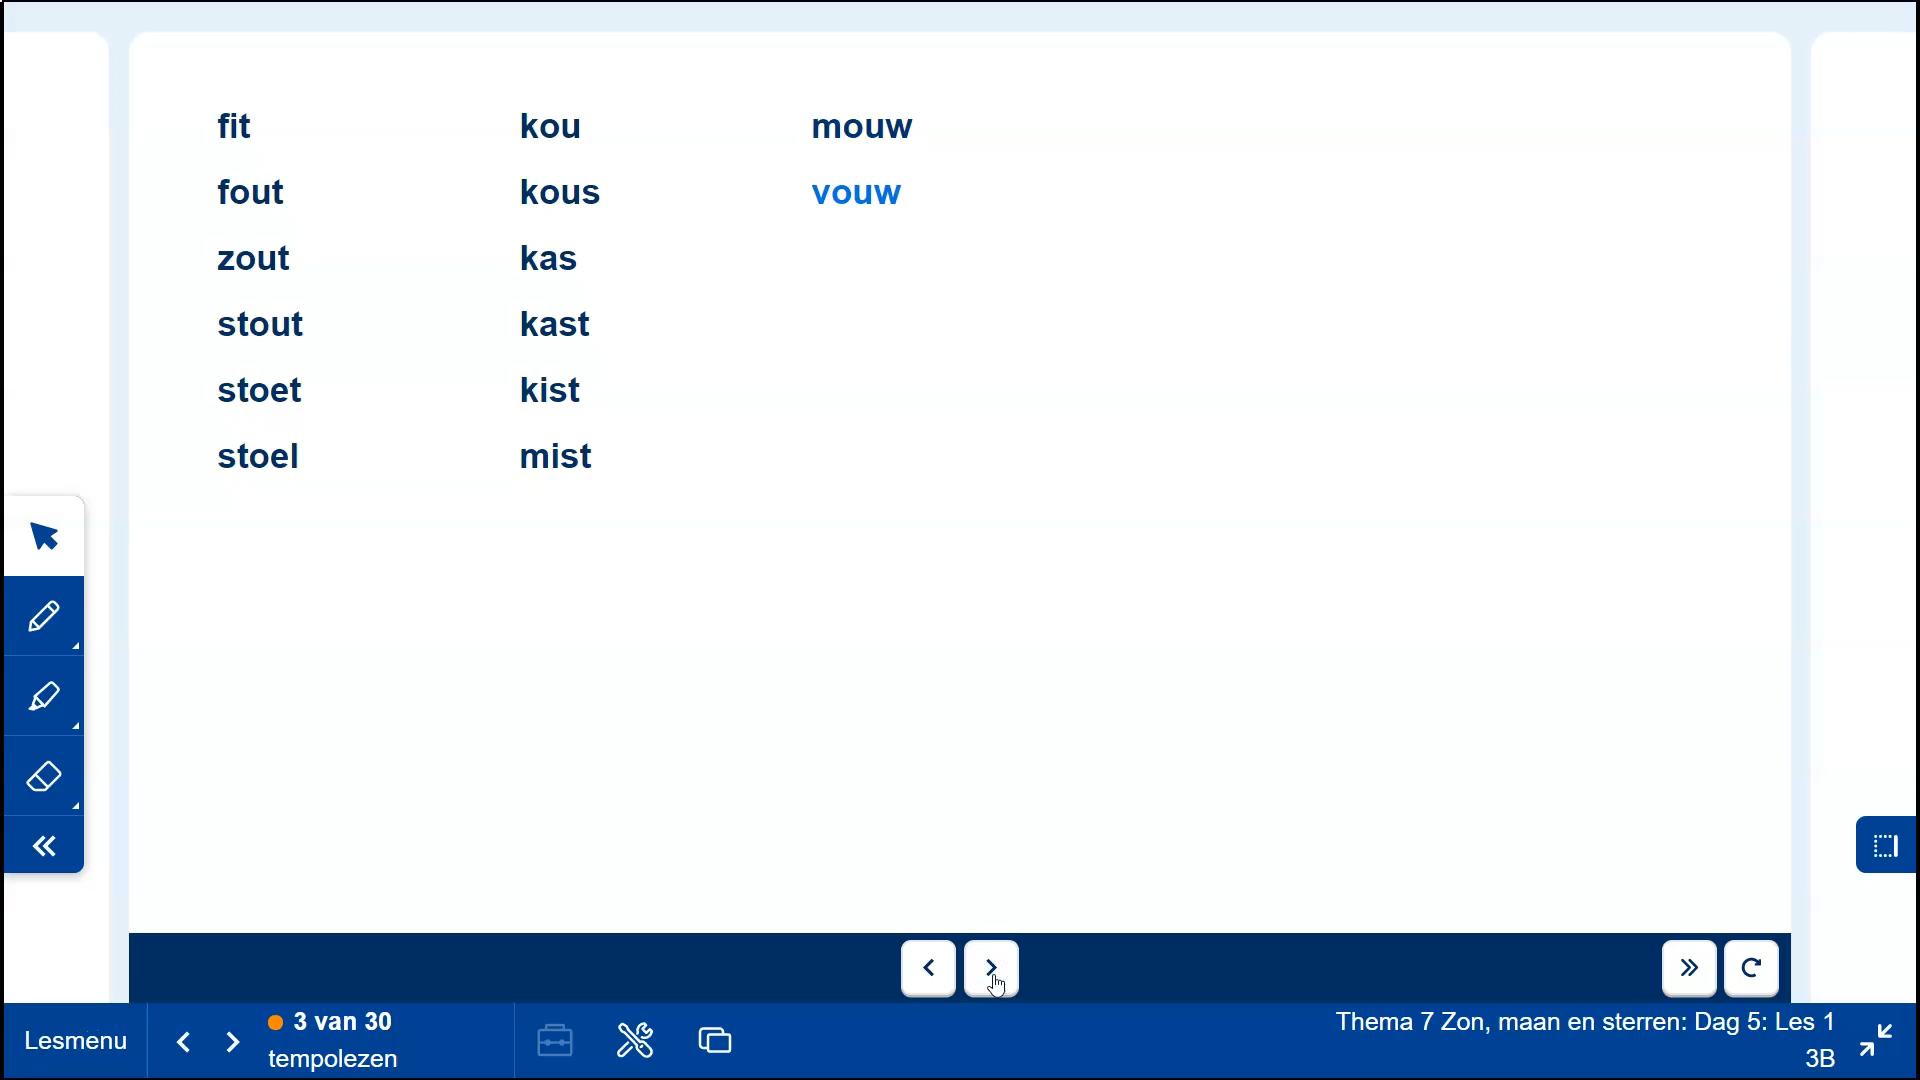 fit
fout
zout
stout
stoet
stoel
kou
kous
kas
kast
kist
mist
mouw
vouw
Lesmenu
3 van 30
tempolezen
Thema 7 Zon, maan en sterren: Dag 5: Les 1
3B